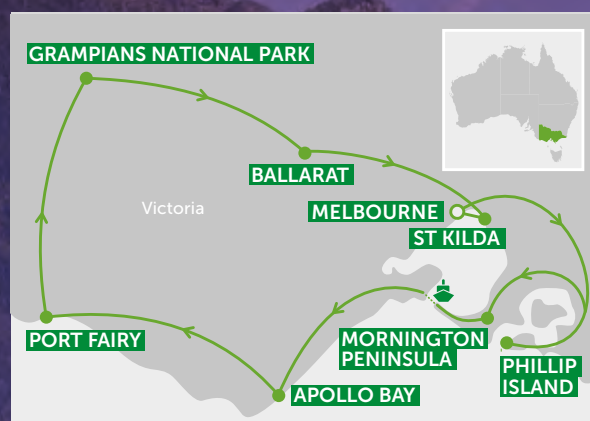 GRAMPIANS NATIONAL PARK
BALLARAT
Victoria
MELBOURNE
ST KILDA
PORT FAIRY
MORNINGTON
PENINSULA
PHILLIP
ISLAND
APOLLO BAY